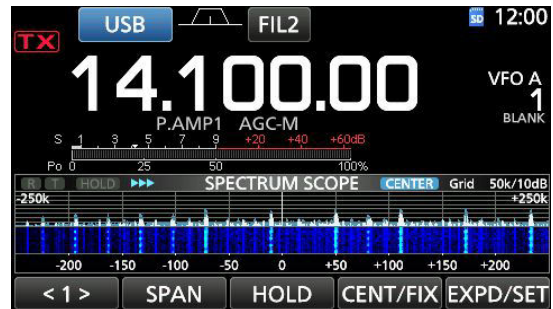 USB FIL2 SD 12:00
TX
14.100.00
VFO A
1
BLANK
P.AMP1 AGC-M
S 1 3 5 7 9 +20 +40 +60dB
Po 0 25 50 100%
R T HOLD SPECTRUM SCOPE CENTER Grid 50k/10dB
-250k +250k
-200 -150 -100 -50 0 +50 +100 +150 +200
< 1 > SPAN HOLD CENT/FIX EXPD/SET